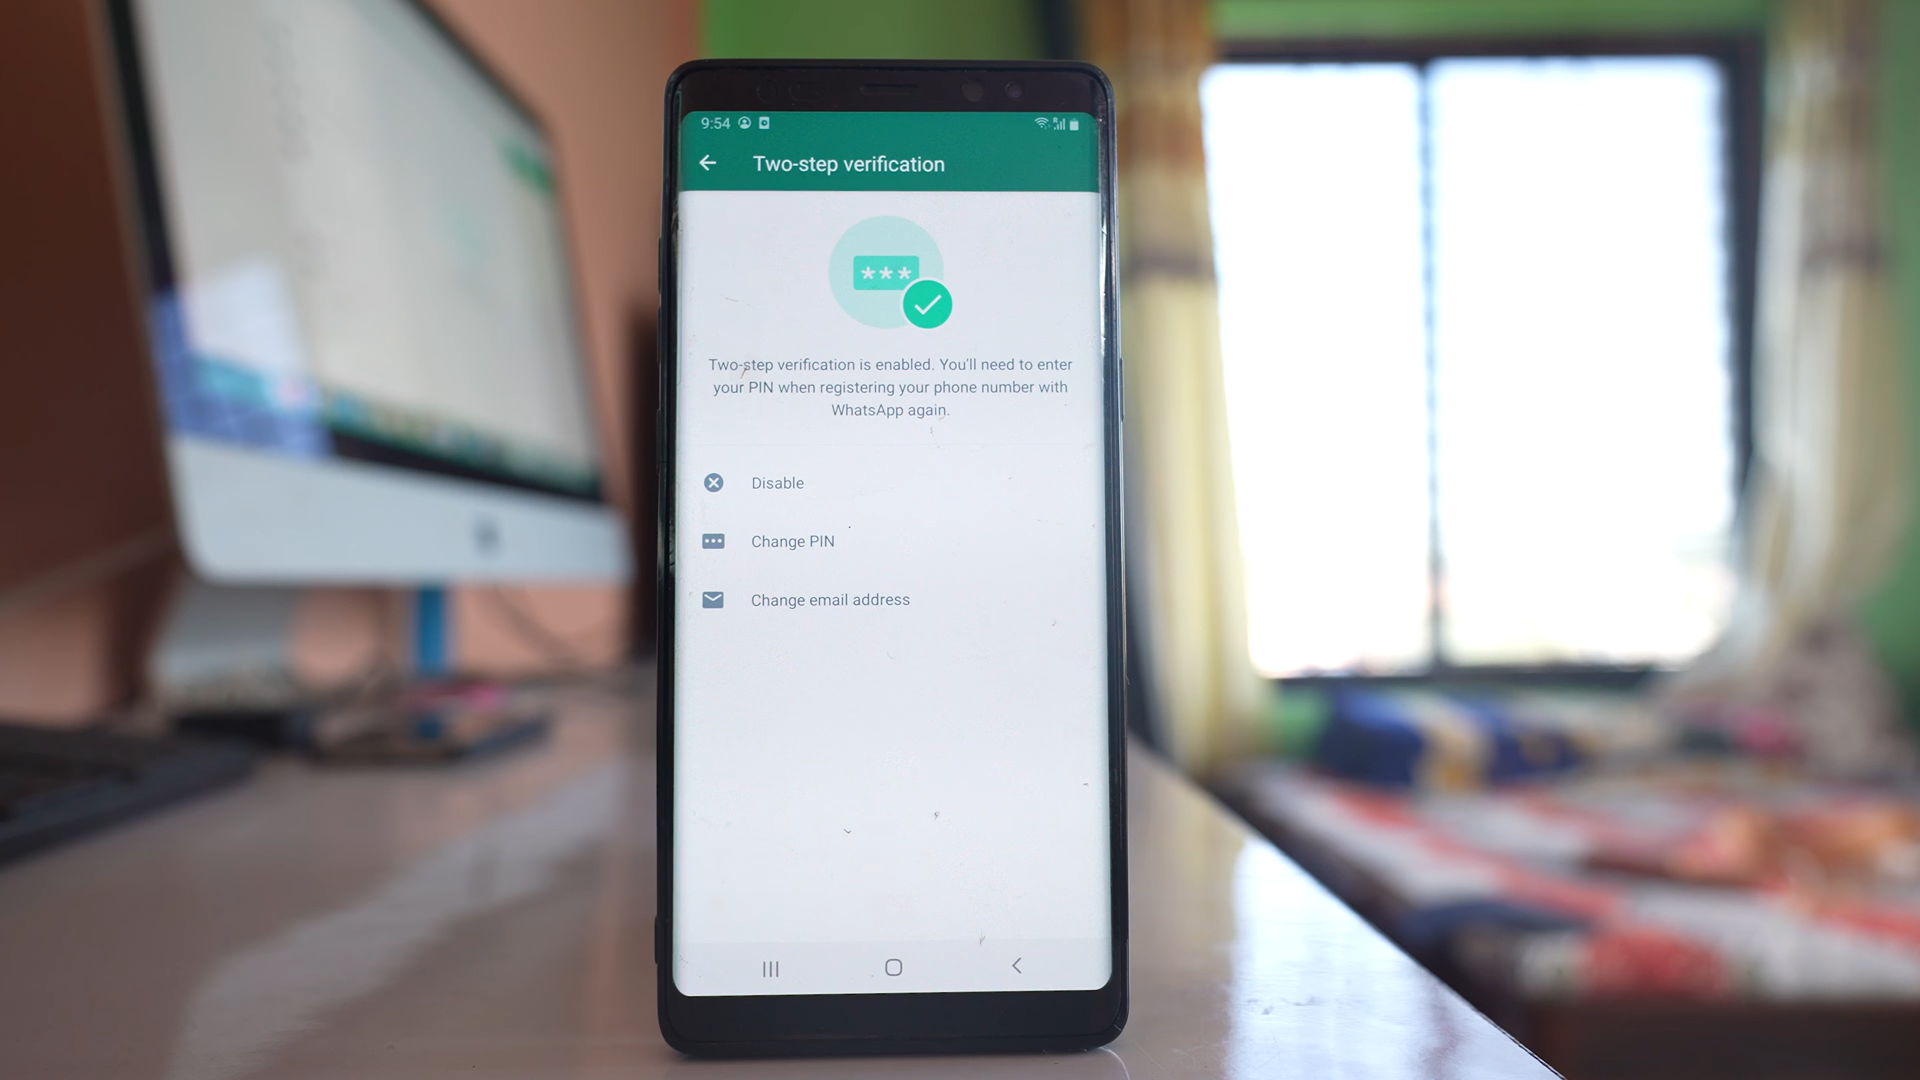 9:54
Two-step verification
***
Two-step verification is enabled. You'll need to enter
your PIN when registering your phone number with
WhatsApp again.
Disable
Change PIN
Change email address